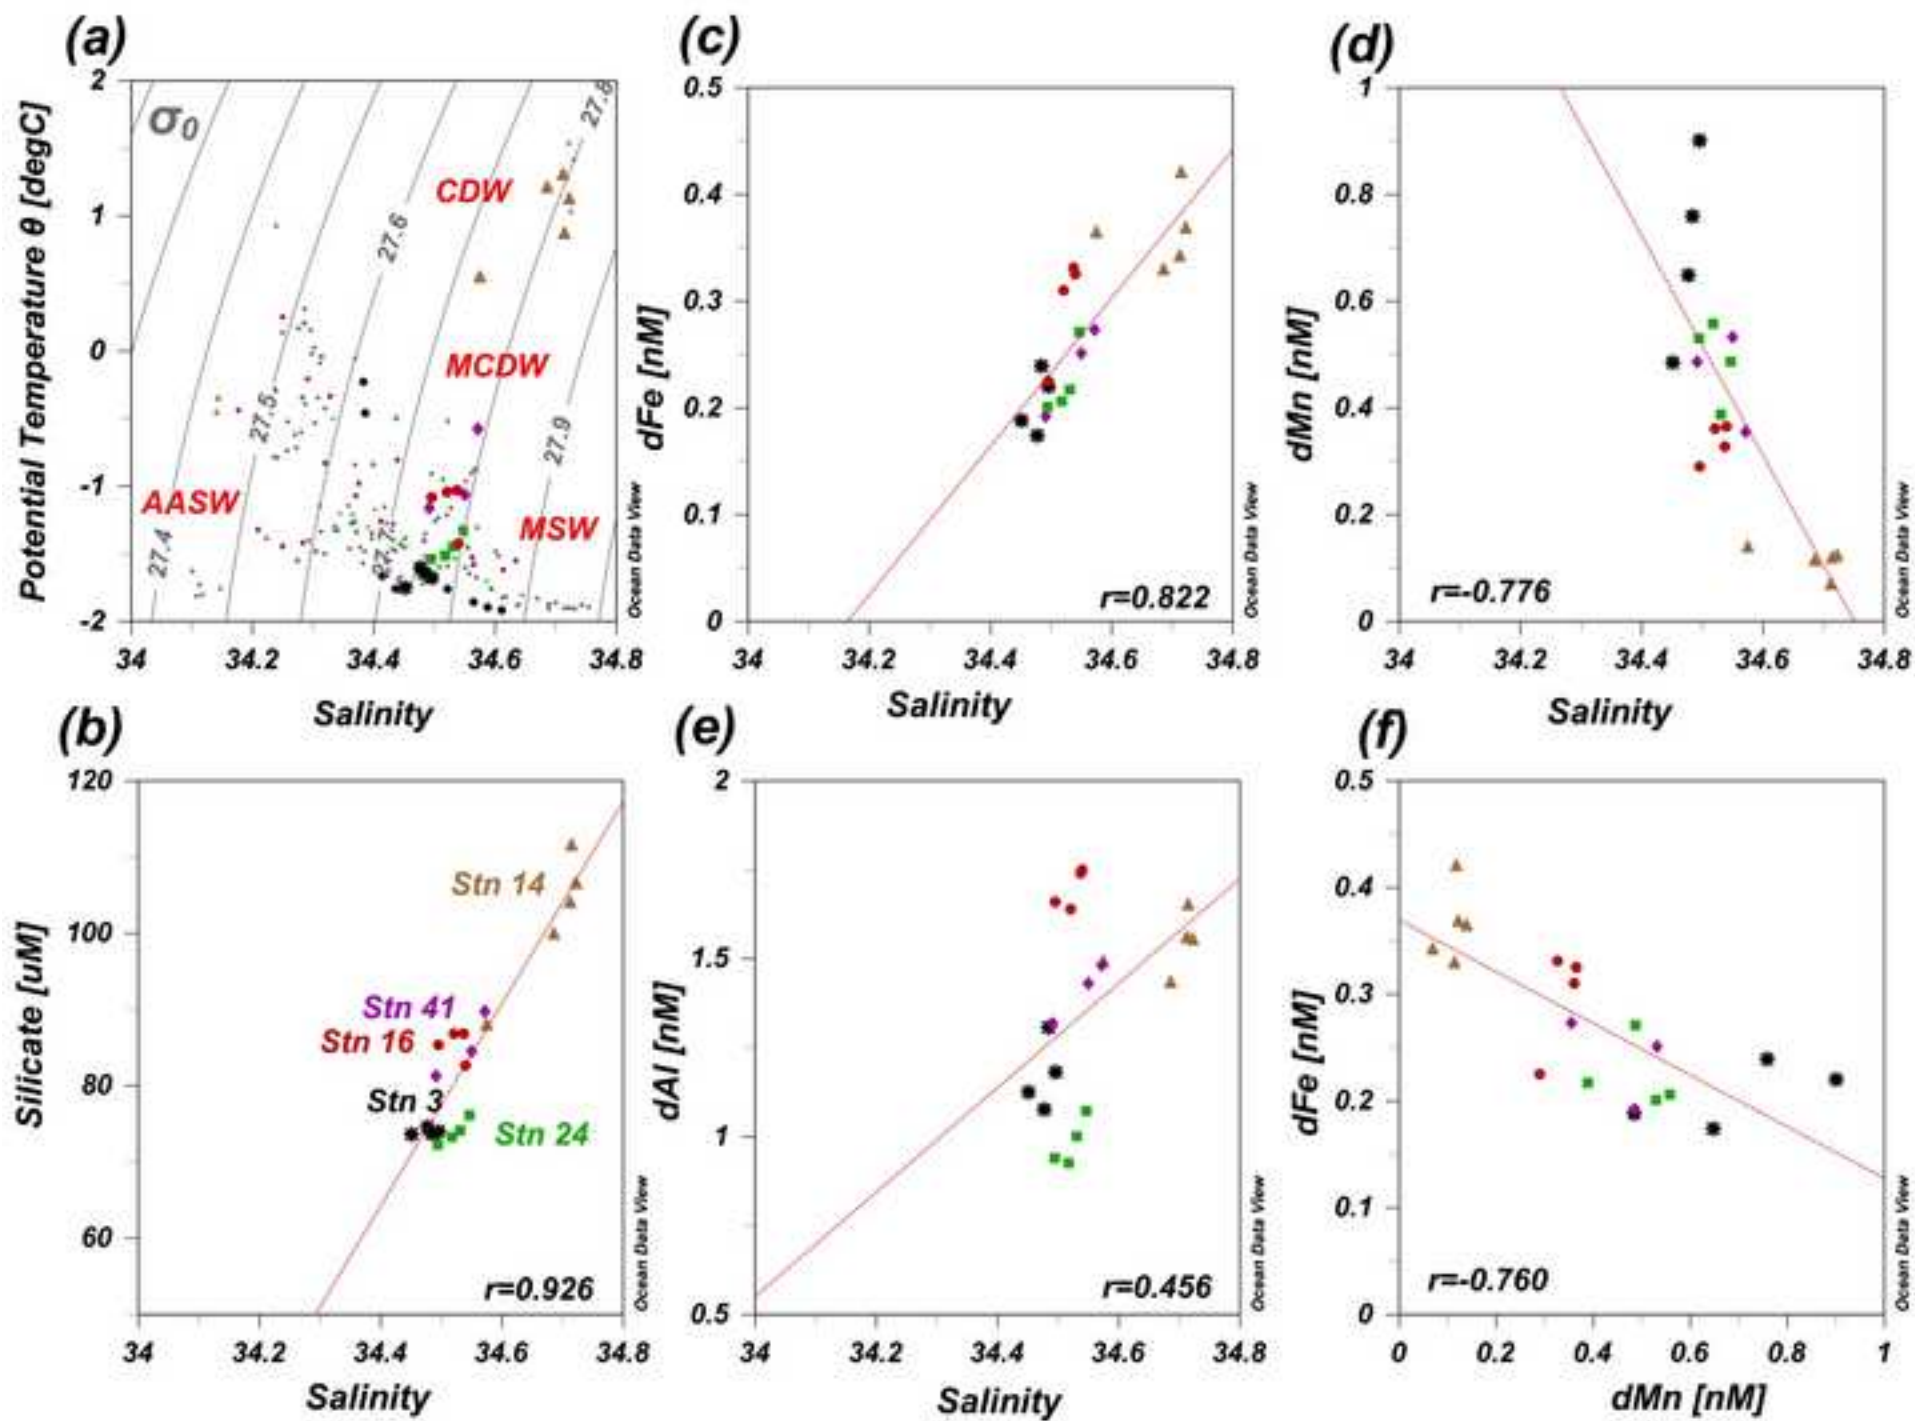 (a)
σ0
2
1
0
-1
-2
Potential Temperature θ [degC]
27.4
27.5
27.6
27.7
27.8
27.9
CDW
MCDW
AASW
MSW
34 34.2 34.4 34.6 34.8
Salinity
Ocean Data View
(c)
0.5
0.4
0.3
0.2
0.1
0
dFe [nM]
r=0.822
34 34.2 34.4 34.6 34.8
Salinity
Ocean Data View
(d)
1
0.8
0.6
0.4
0.2
0
dMn [nM]
r=-0.776
34 34.2 34.4 34.6 34.8
Salinity
Ocean Data View
(b)
120
100
80
60
Silicate [uM]
Stn 14
Stn 41
Stn 16
Stn 3
Stn 24
r=0.926
34 34.2 34.4 34.6 34.8
Salinity
Ocean Data View
(e)
2
1.5
1
0.5
dAl [nM]
r=0.456
34 34.2 34.4 34.6 34.8
Salinity
Ocean Data View
(f)
0.5
0.4
0.3
0.2
0.1
0
dFe [nM]
r=-0.760
0 0.2 0.4 0.6 0.8 1
dMn [nM]
Ocean Data View